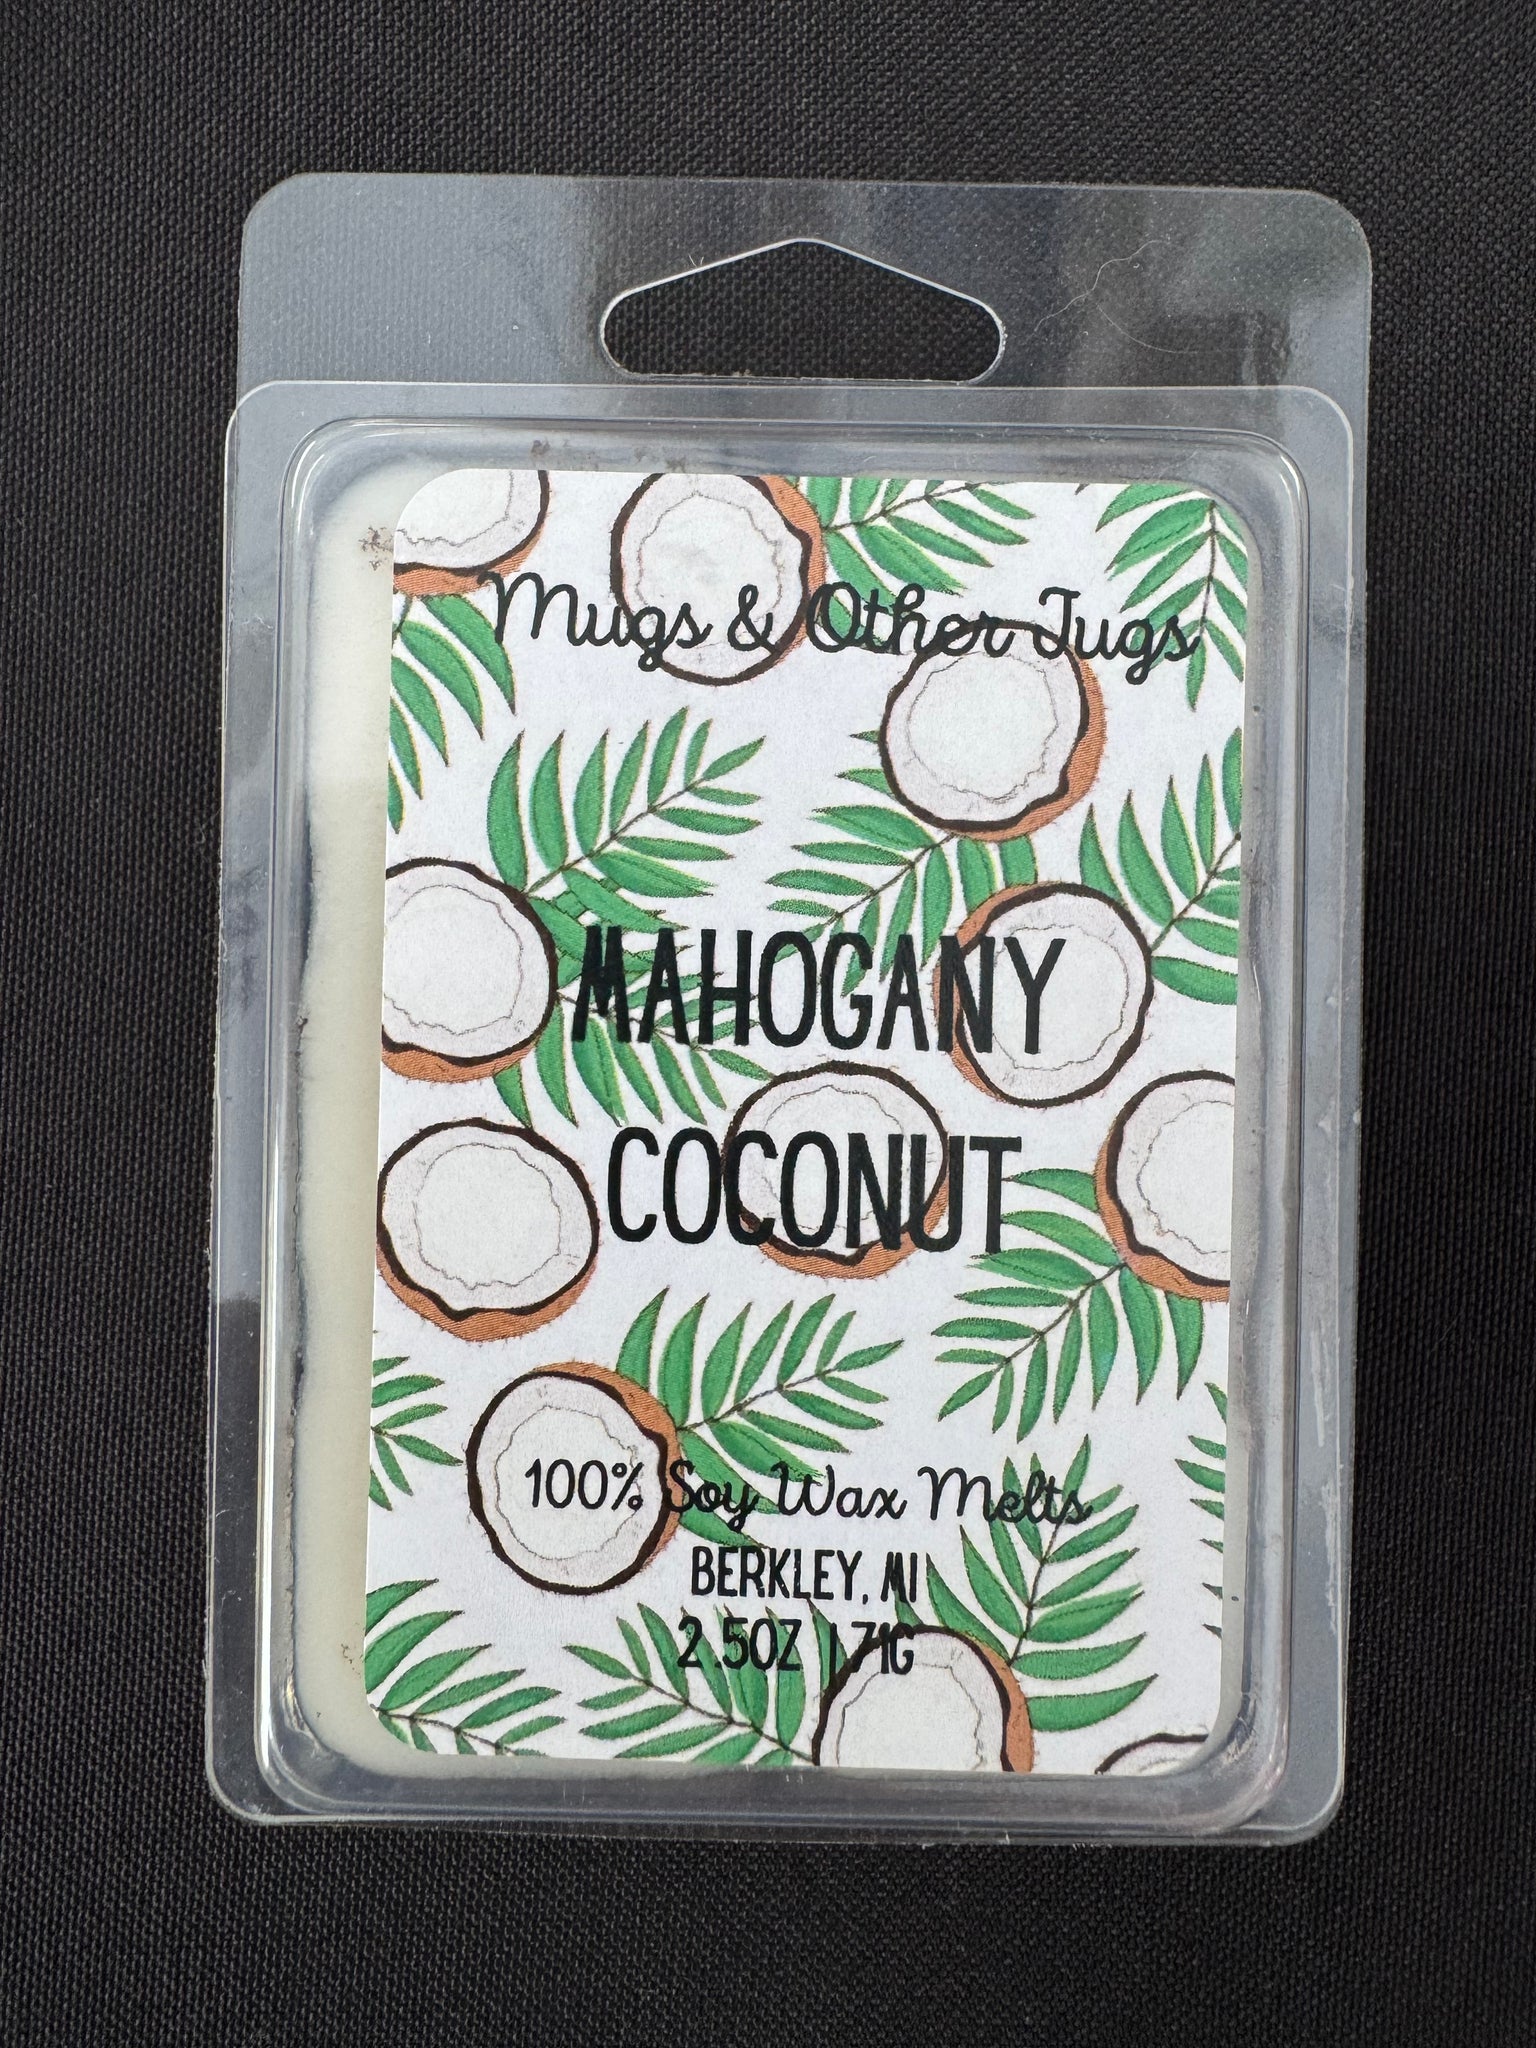 Mugs & Other Jugs
MAHOGANY
COCONUT
100% Soy Wax Melts
BERKLEY, MI
2.5OZ | 71G